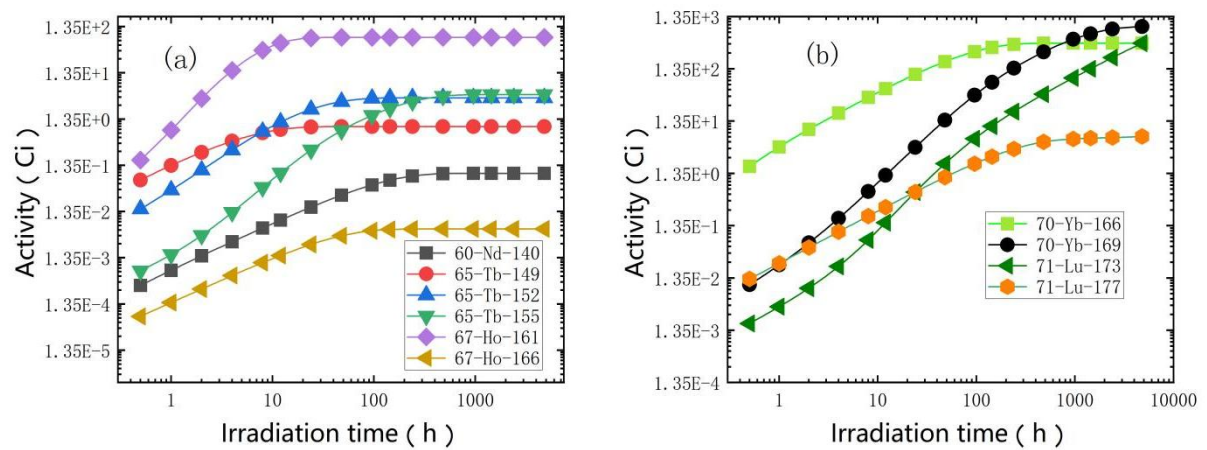 (a)
Activity ( Ci )
1.35E+2
1.35E+1
1.35E+0
1.35E-1
1.35E-2
1.35E-3
1.35E-4
1.35E-5
60-Nd-140
65-Tb-149
65-Tb-152
65-Tb-155
67-Ho-161
67-Ho-166
1 10 100 1000
Irradiation time ( h )
(b)
Activity ( Ci )
1.35E+3
1.35E+2
1.35E+1
1.35E+0
1.35E-1
1.35E-2
1.35E-3
1.35E-4
70-Yb-166
70-Yb-169
71-Lu-173
71-Lu-177
1 10 100 1000 10000
Irradiation time ( h )